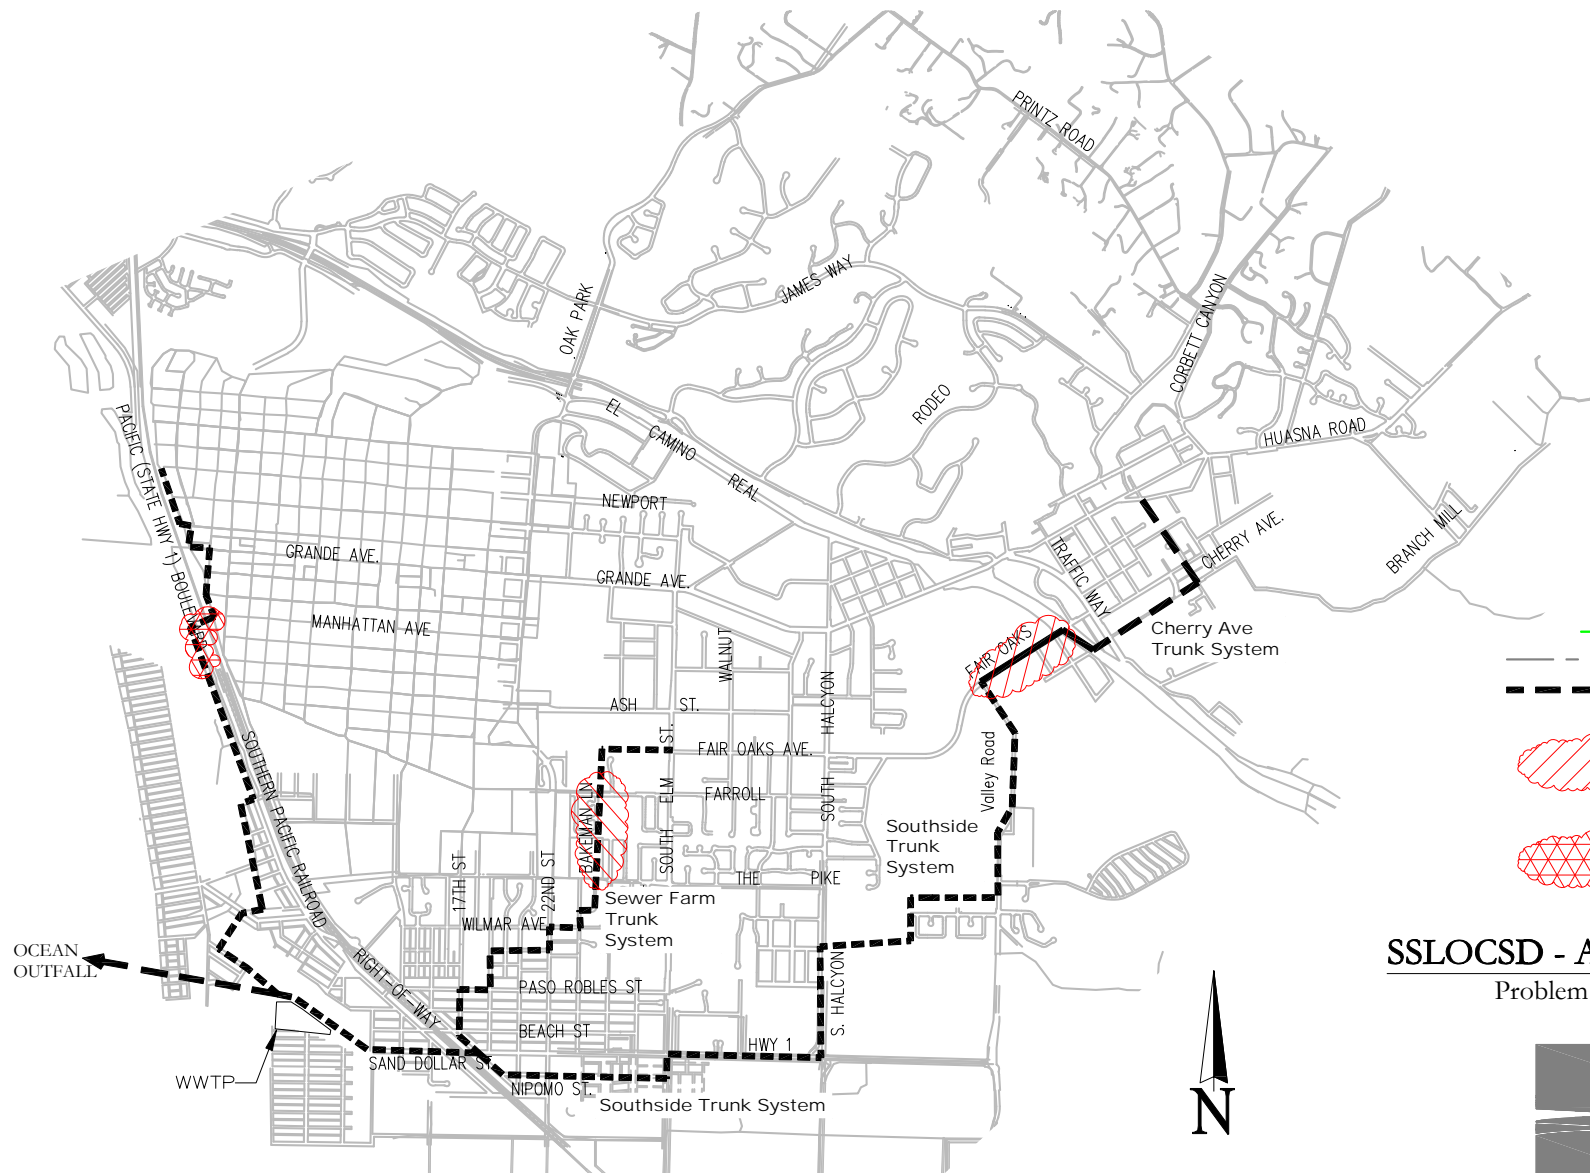 PRINTZ ROAD
JAMES WAY
OAK PARK
CORBETT CANYON
RODEO
HUASNA ROAD
EL CAMINO REAL
PACIFIC (STATE HWY 1) BOULEVARD
NEWPORT
BRANCH MILL
CHERRY AVE.
TRAFFIC WAY
GRANDE AVE.
GRANDE AVE.
MANHATTAN AVE
WALNUT
FAIR OAKS
Cherry Ave
Trunk System
ASH ST.
SOUTH HALCYON
SOUTH ELM ST.
FAIR OAKS AVE.
Valley Road
SOUTHERN PACIFIC RAILROAD RIGHT-OF-WAY
BAKEMAN LN
FARROLL
Southside
Trunk
System
THE PIKE
17TH ST
22ND ST
Sewer Farm
Trunk
System
WILMAR AVE
OCEAN
OUTFALL
SSLOCSD - A
Problem
PASO ROBLES ST
S. HALCYON
BEACH ST
HWY 1
SAND DOLLAR ST.
WWTP
NIPOMO ST.
Southside Trunk System
N